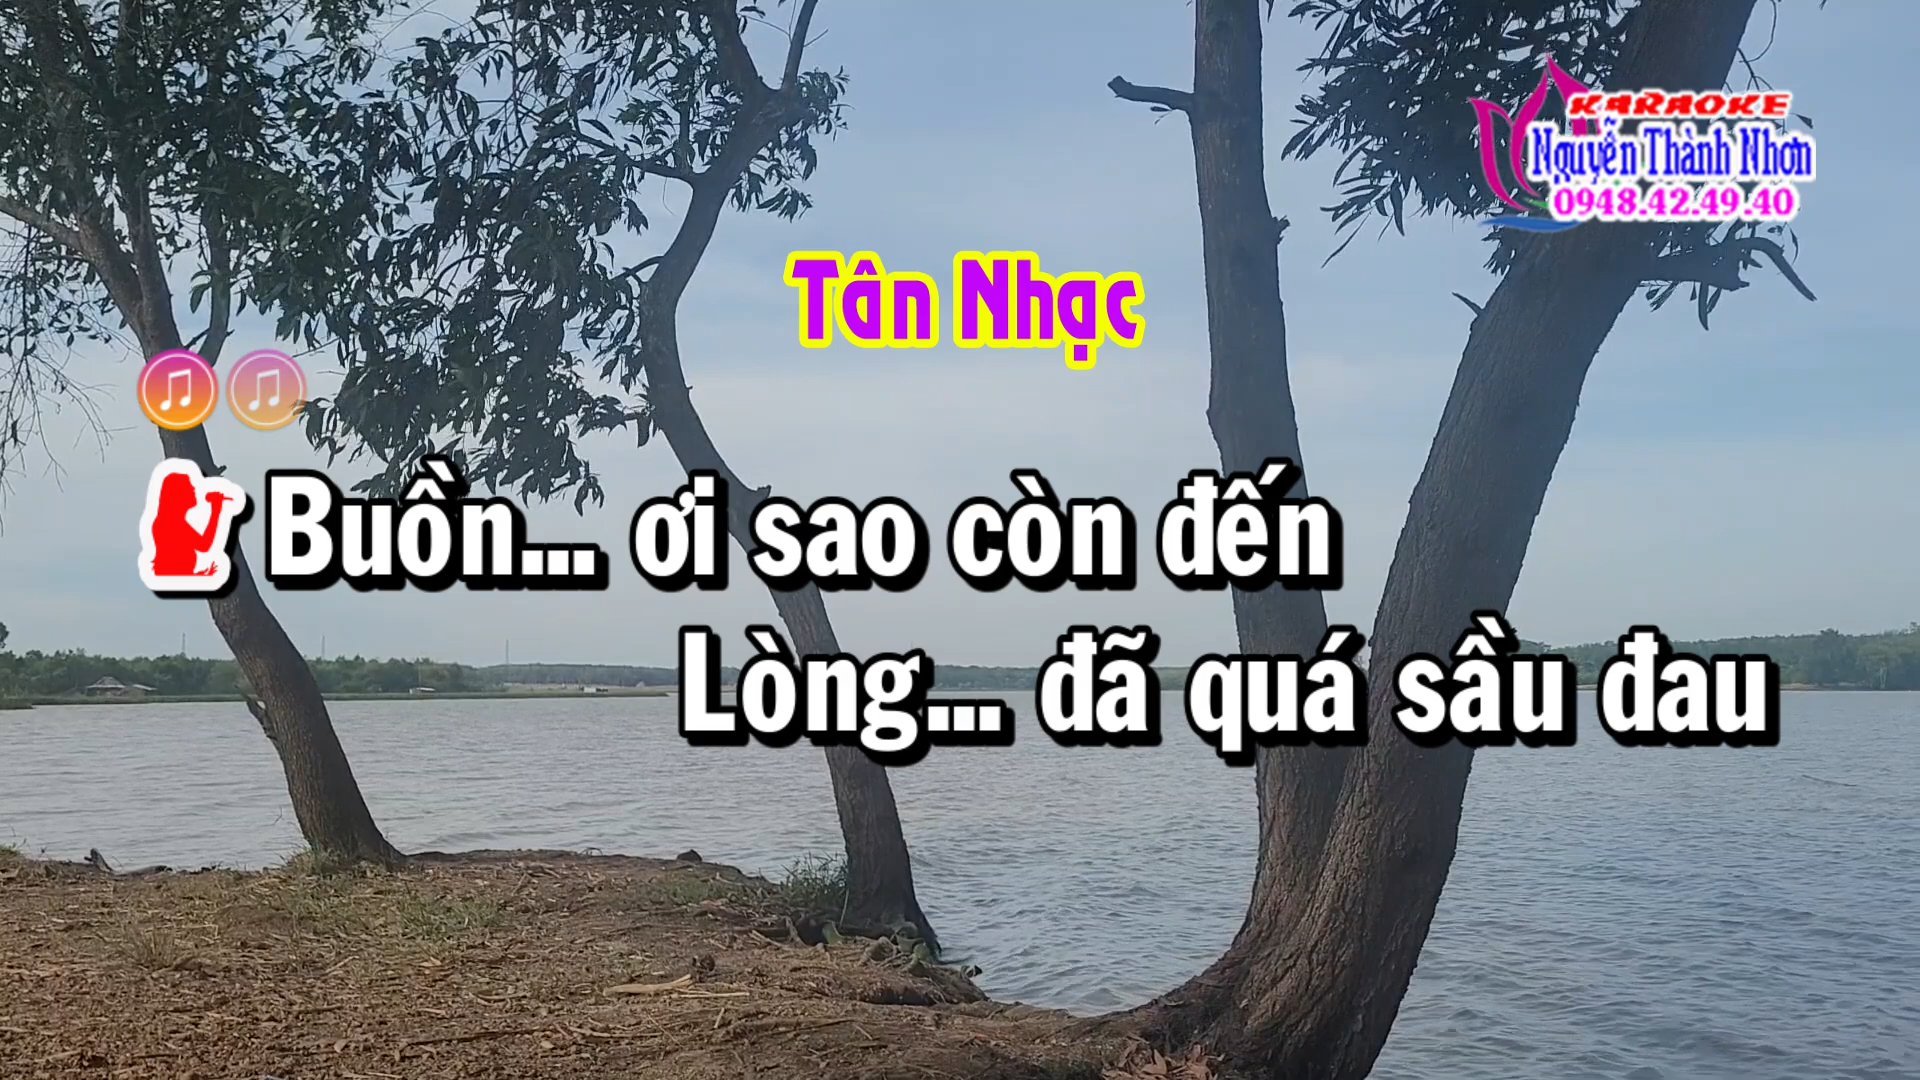 KARAOKE
Nguyễn Thành Nhơn
0948.42.49.40
Tân Nhạc
Buồn... ơi sao còn đến
Lòng... đã quá sầu đau